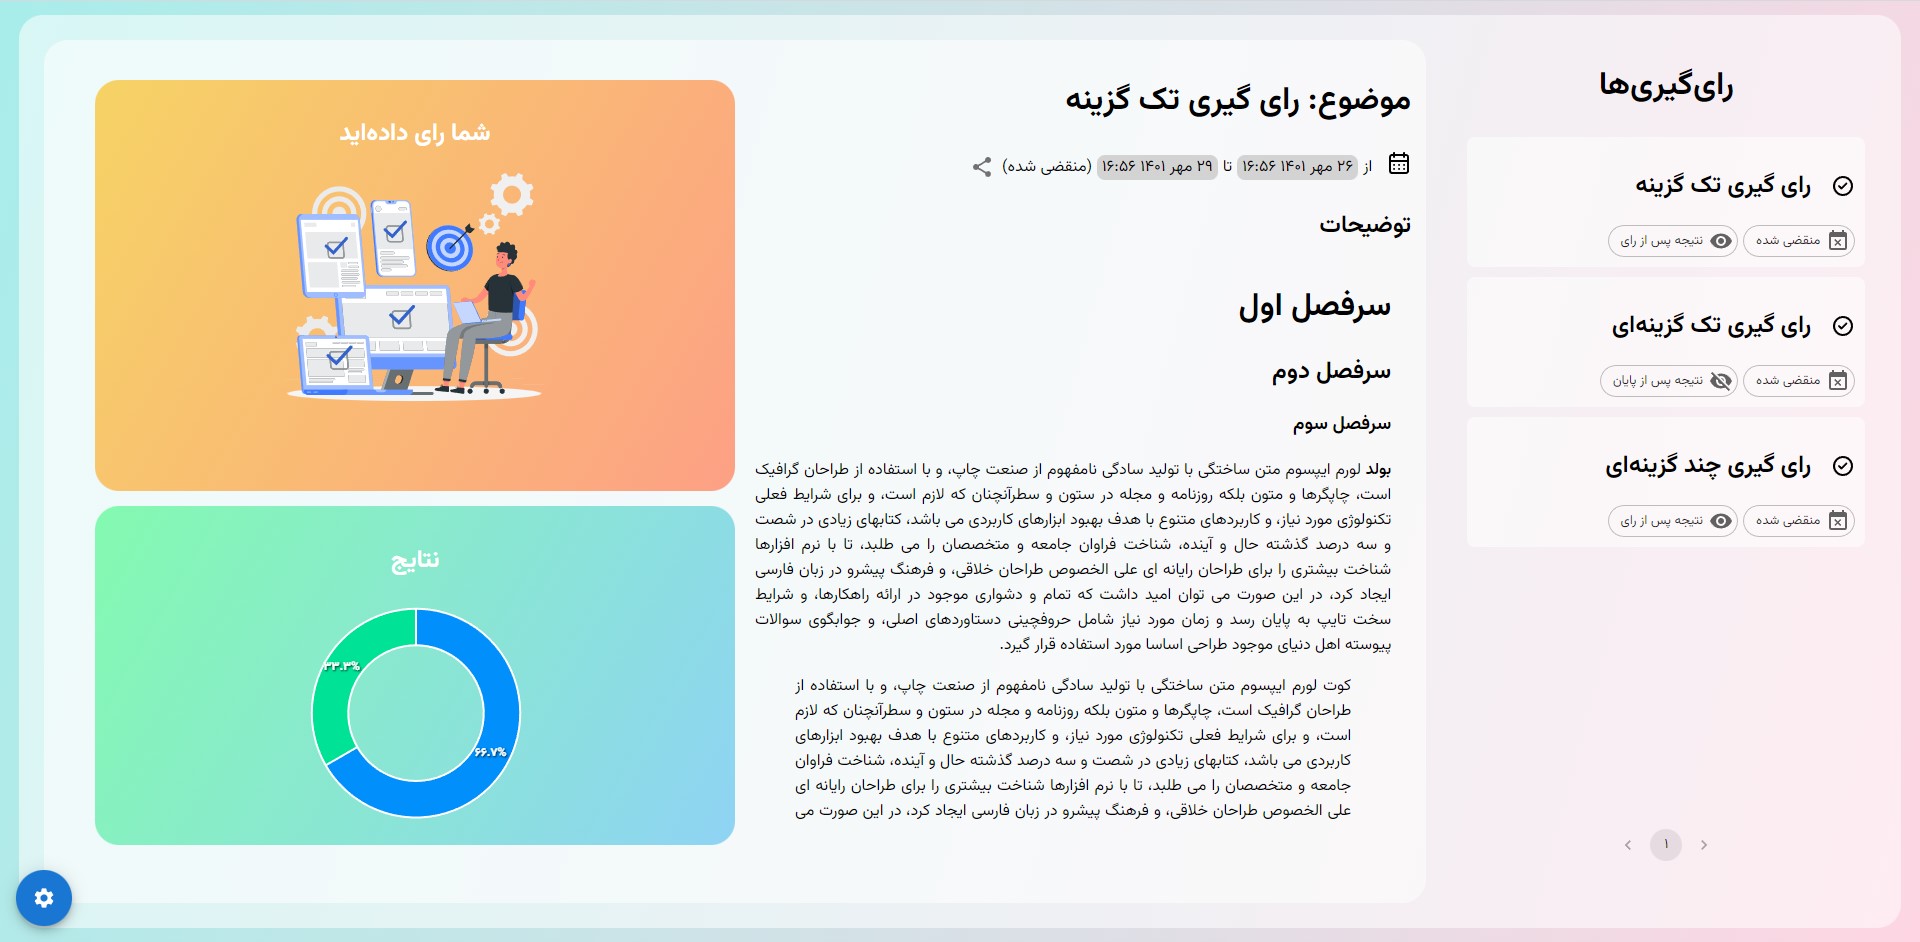 رای‌گیری‌ها
رای گیری تک گزینه
منقضی شده
نتیجه پس از رای
رای گیری تک گزینه‌ای
منقضی شده
نتیجه پس از پایان
رای گیری چند گزینه‌ای
منقضی شده
نتیجه پس از رای
۱
موضوع: رای گیری تک گزینه
از ۲۶ مهر ۱۴۰۱ ۱۶:۵۶ تا ۲۹ مهر ۱۴۰۱ ۱۶:۵۶ (منقضی شده)
توضیحات
سرفصل اول
سرفصل دوم
سرفصل سوم
بولد لورم ایپسوم متن ساختگی با تولید سادگی نامفهوم از صنعت چاپ، و با استفاده از طراحان گرافیک
است، چاپگرها و متون بلکه روزنامه و مجله در ستون و سطرآنچنان که لازم است، و برای شرایط فعلی
تکنولوژی مورد نیاز، و کاربردهای متنوع با هدف بهبود ابزارهای کاربردی می باشد، کتابهای زیادی در شصت
و سه درصد گذشته حال و آینده، شناخت فراوان جامعه و متخصصان را می طلبد، تا با نرم افزارها
شناخت بیشتری را برای طراحان رایانه ای علی الخصوص طراحان خلاقی، و فرهنگ پیشرو در زبان فارسی
ایجاد کرد، در این صورت می توان امید داشت که تمام و دشواری موجود در ارائه راهکارها، و شرایط
سخت تایپ به پایان رسد و زمان مورد نیاز شامل حروفچینی دستاوردهای اصلی، و جوابگوی سوالات
پیوسته اهل دنیای موجود طراحی اساسا مورد استفاده قرار گیرد.
کوت لورم ایپسوم متن ساختگی با تولید سادگی نامفهوم از صنعت چاپ، و با استفاده از
طراحان گرافیک است، چاپگرها و متون بلکه روزنامه و مجله در ستون و سطرآنچنان که لازم
است، و برای شرایط فعلی تکنولوژی مورد نیاز، و کاربردهای متنوع با هدف بهبود ابزارهای
کاربردی می باشد، کتابهای زیادی در شصت و سه درصد گذشته حال و آینده، شناخت فراوان
جامعه و متخصصان را می طلبد، تا با نرم افزارها شناخت بیشتری را برای طراحان رایانه ای
علی الخصوص طراحان خلاقی، و فرهنگ پیشرو در زبان فارسی ایجاد کرد، در این صورت می
شما رای داده‌اید
نتایج
۳۳.۳%
۶۶.۷%